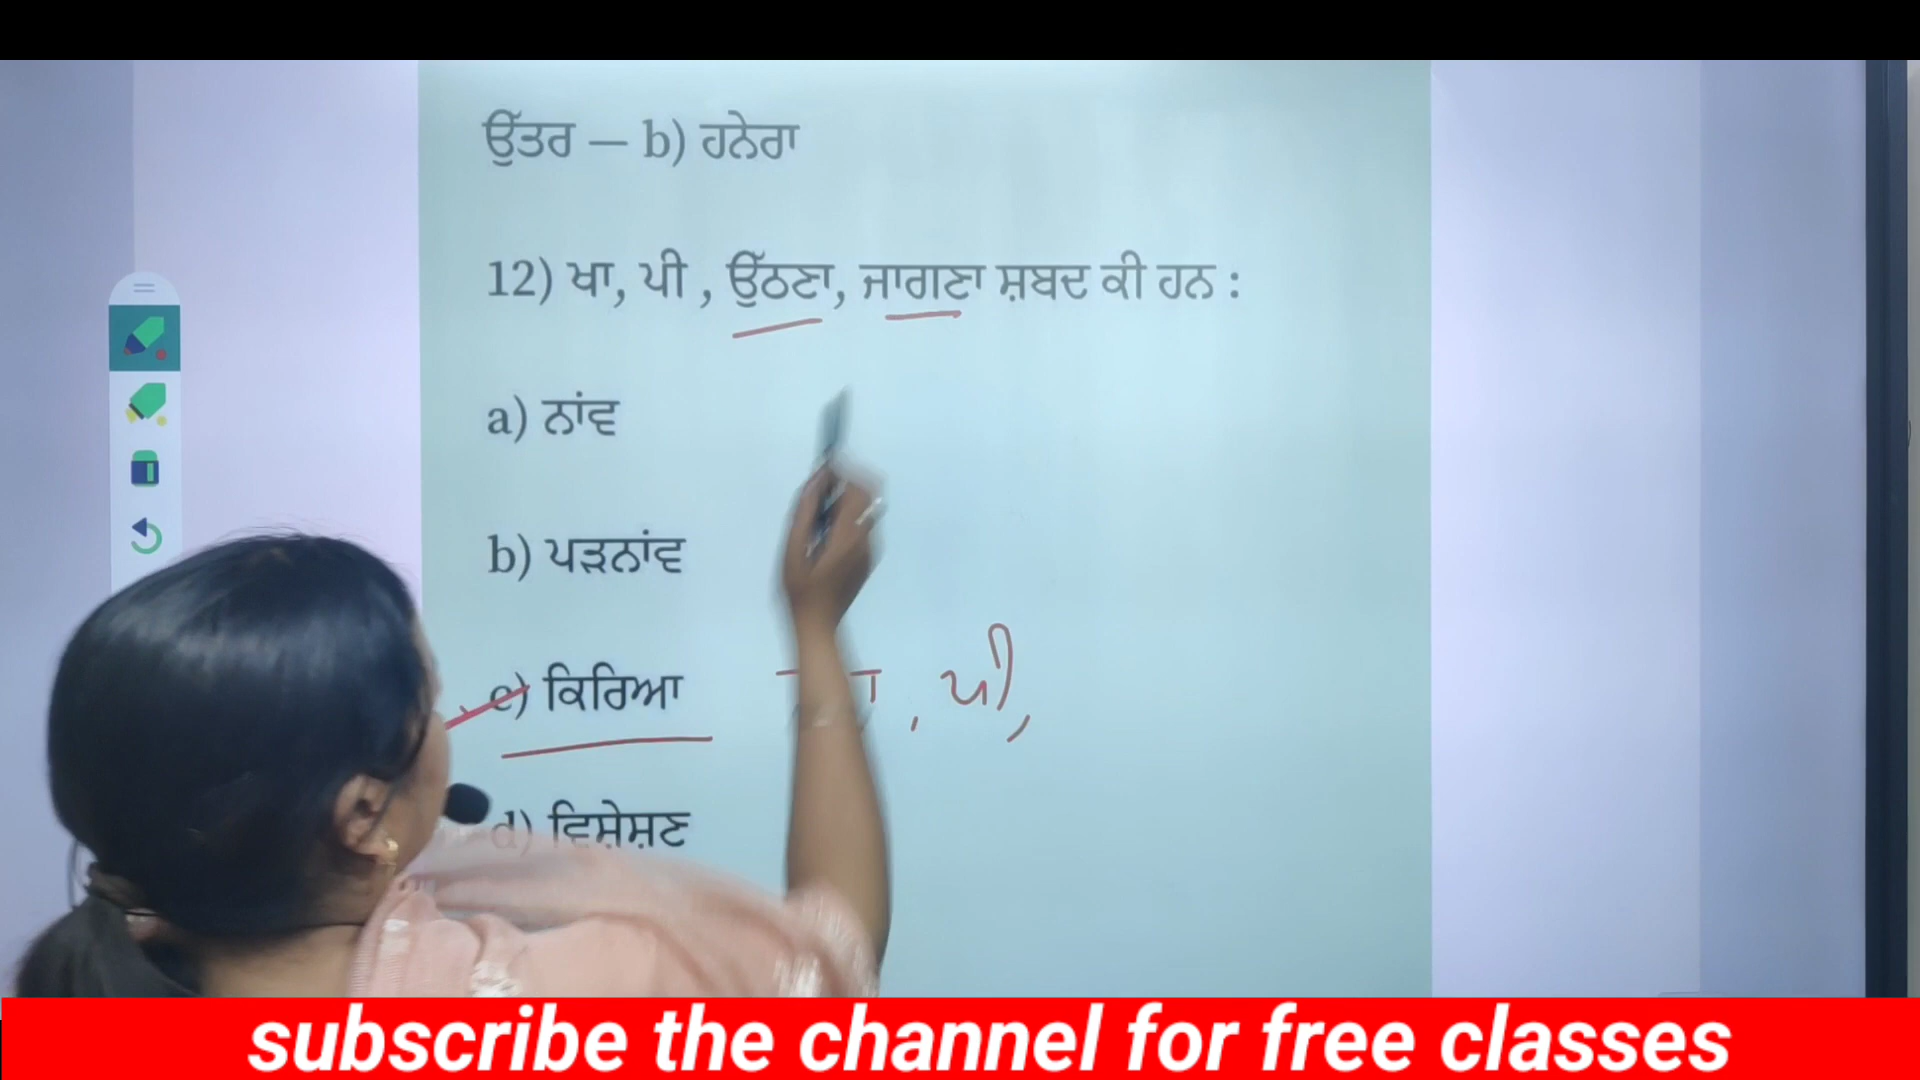 ਉੱਤਰ – b) ਹਨੇਰਾ
12) ਖਾ, ਪੀ , ਉੱਠਣਾ, ਜਾਗਣਾ ਸ਼ਬਦ ਕੀ ਹਨ :
a) ਨਾਂਵ
b) ਪੜਨਾਂਵ
c) ਕਿਰਿਆ , ਪੀ,
d) ਵਿਸ਼ੇਸ਼ਣ
subscribe the channel for free classes